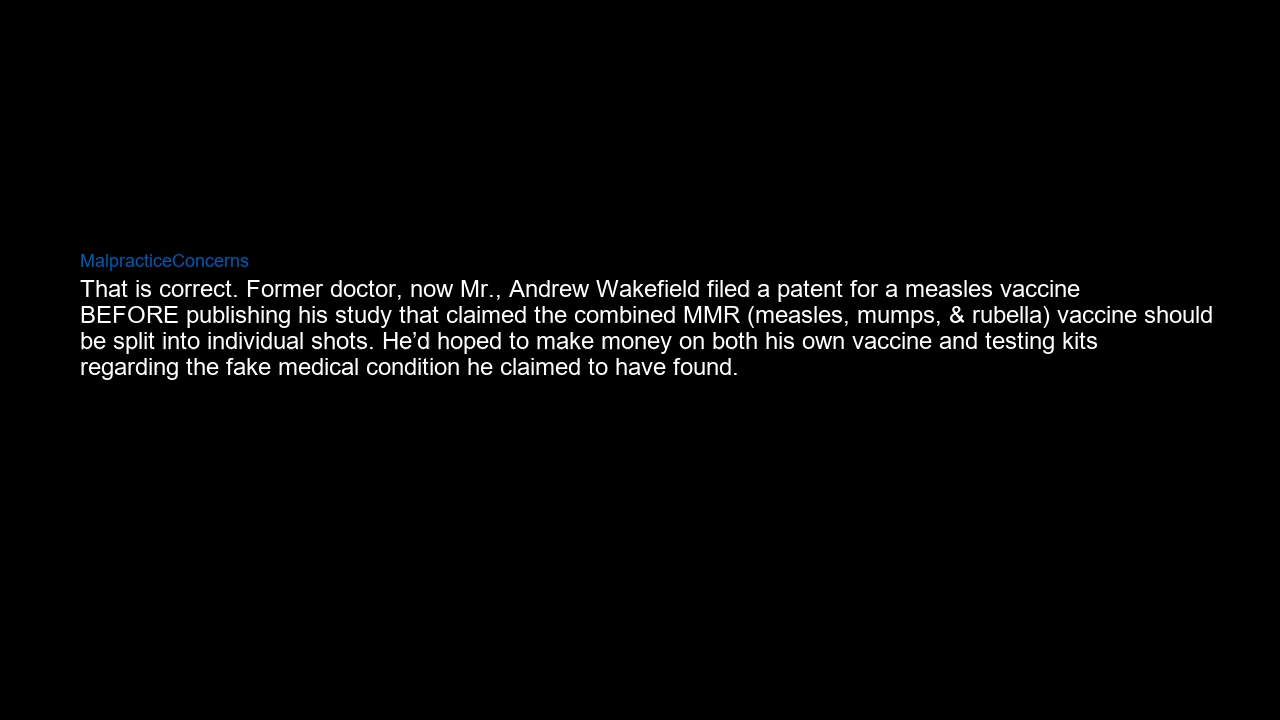 MalpracticeConcerns
That is correct. Former doctor, now Mr., Andrew Wakefield filed a patent for a measles vaccine
BEFORE publishing his study that claimed the combined MMR (measles, mumps, & rubella) vaccine should
be split into individual shots. He’d hoped to make money on both his own vaccine and testing kits
regarding the fake medical condition he claimed to have found.